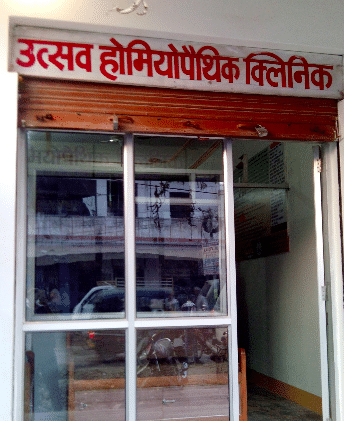 उत्सव होमियोपैथिक क्लिनिक